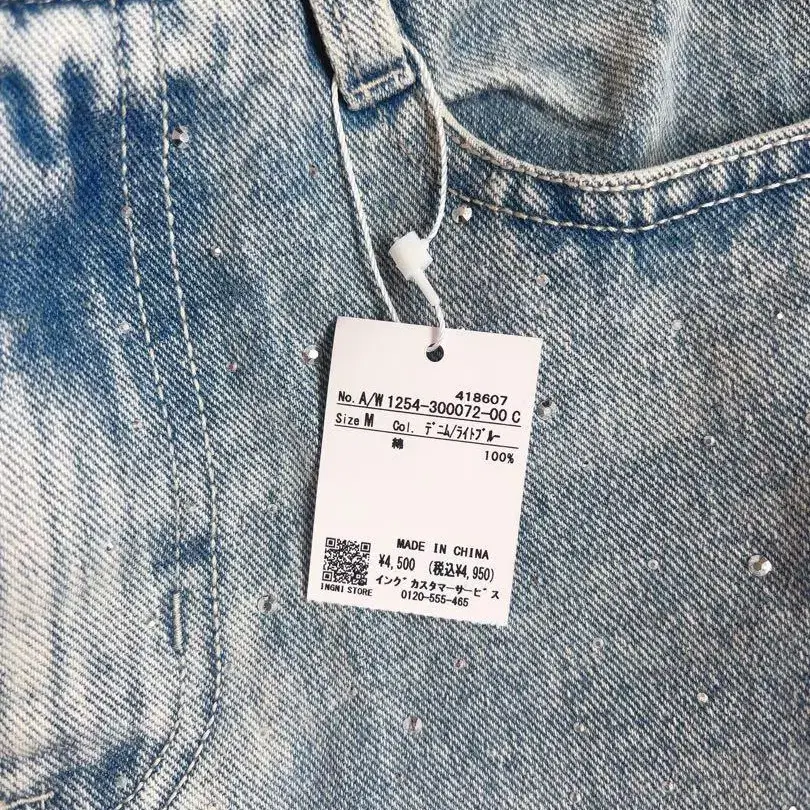 418607
No. A/W 1254-300072-00 C
Size M Col. デニム/ライトブルー
綿 100%
MADE IN CHINA
¥4,500 (税込¥4,950)
イングカスタマーサービス
INGNI STORE
0120-555-465